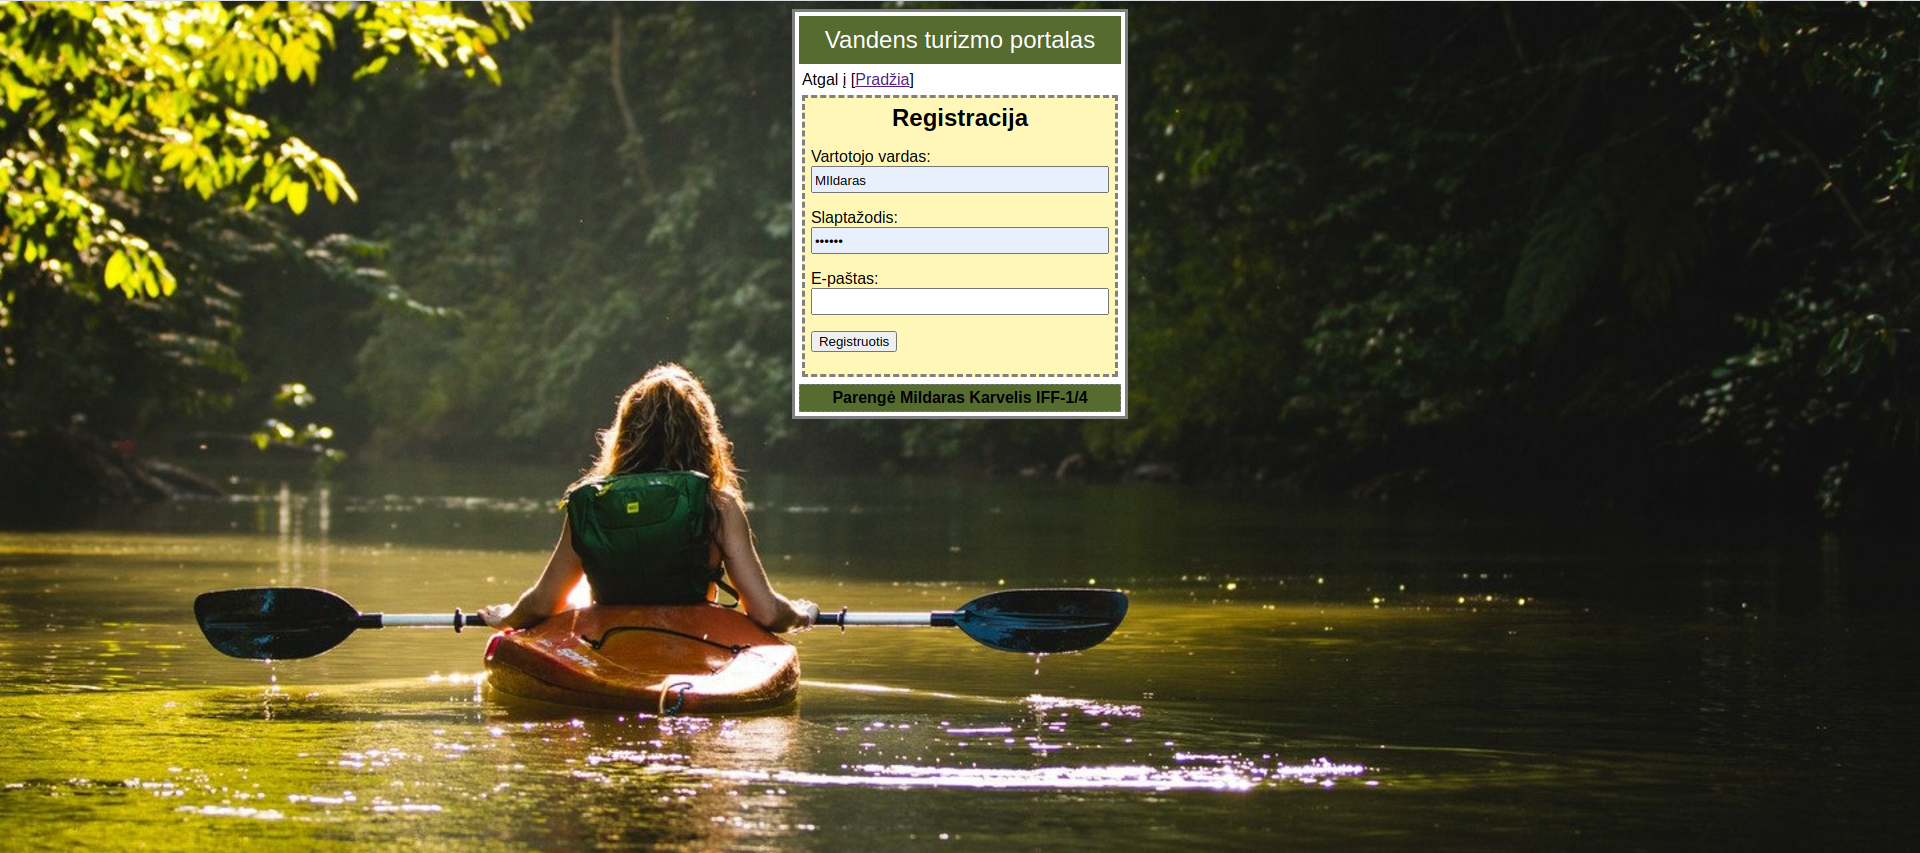 Vandens turizmo portalas
Atgal į [Pradžia]
Registracija
Vartotojo vardas:
MIldaras
Slaptažodis:
••••••
E-paštas:
Registruotis
Parengė Mildaras Karvelis IFF-1/4